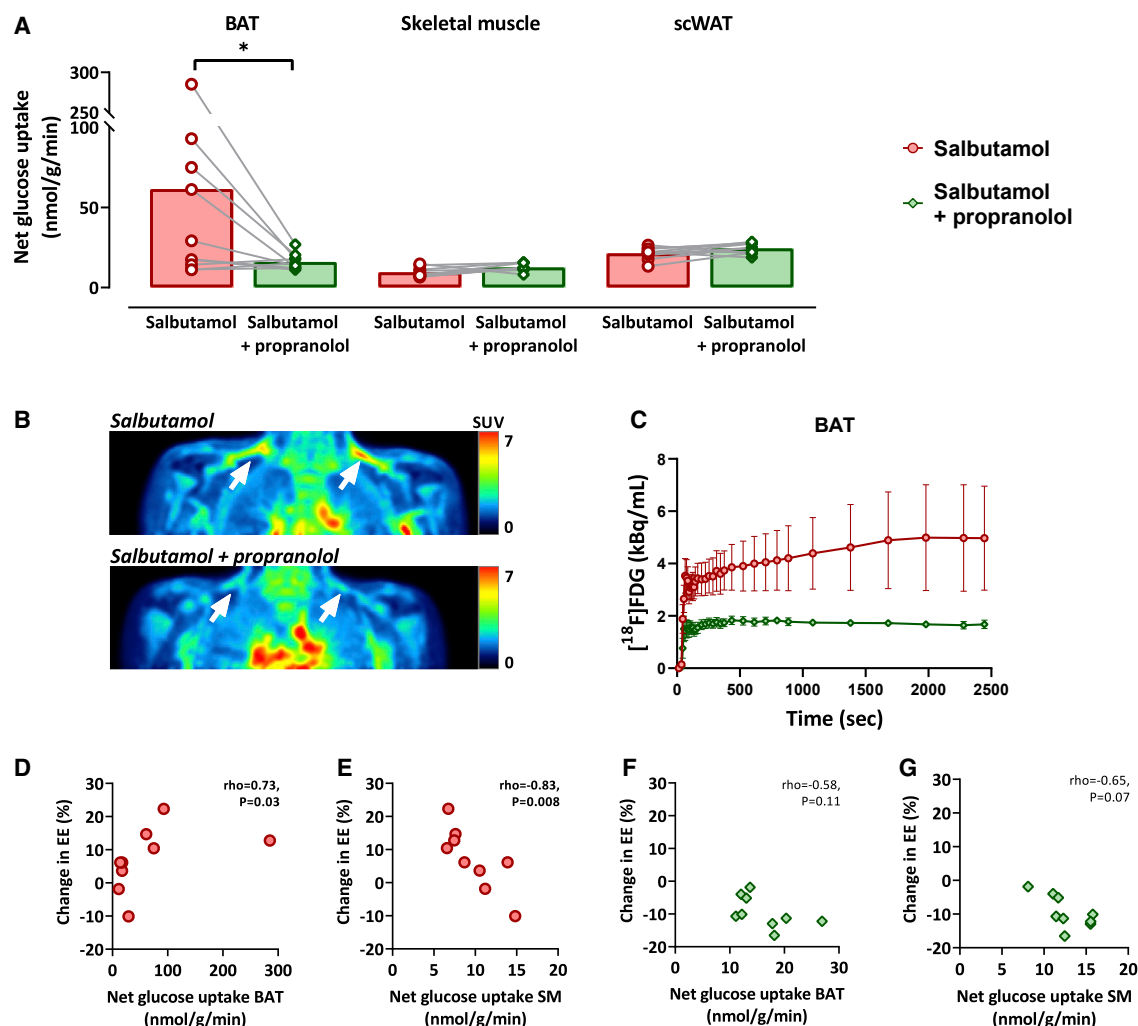 A
BAT
Skeletal muscle
scWAT
*
Net glucose uptake
(nmol/g/min)
300
250
100
50
0
Salbutamol
Salbutamol
+ propranolol
Salbutamol
Salbutamol
+ propranolol
Salbutamol
Salbutamol
+ propranolol
Salbutamol
Salbutamol
+ propranolol
B
Salbutamol
SUV
7
0
Salbutamol + propranolol
7
0
C
BAT
[18F]FDG (kBq/mL)
8
6
4
2
0
0
500
1000
1500
2000
2500
Time (sec)
D
rho=0.73,
P=0.03
Change in EE (%)
30
20
10
0
-10
-20
0
100
200
300
Net glucose uptake BAT
(nmol/g/min)
E
rho=-0.83,
P=0.008
Change in EE (%)
30
20
10
0
-10
-20
0
5
10
15
20
Net glucose uptake SM
(nmol/g/min)
F
rho=-0.58,
P=0.11
Change in EE (%)
30
20
10
0
-10
-20
0
10
20
30
Net glucose uptake BAT
(nmol/g/min)
G
rho=-0.65,
P=0.07
Change in EE (%)
30
20
10
0
-10
-20
0
5
10
15
20
Net glucose uptake SM
(nmol/g/min)